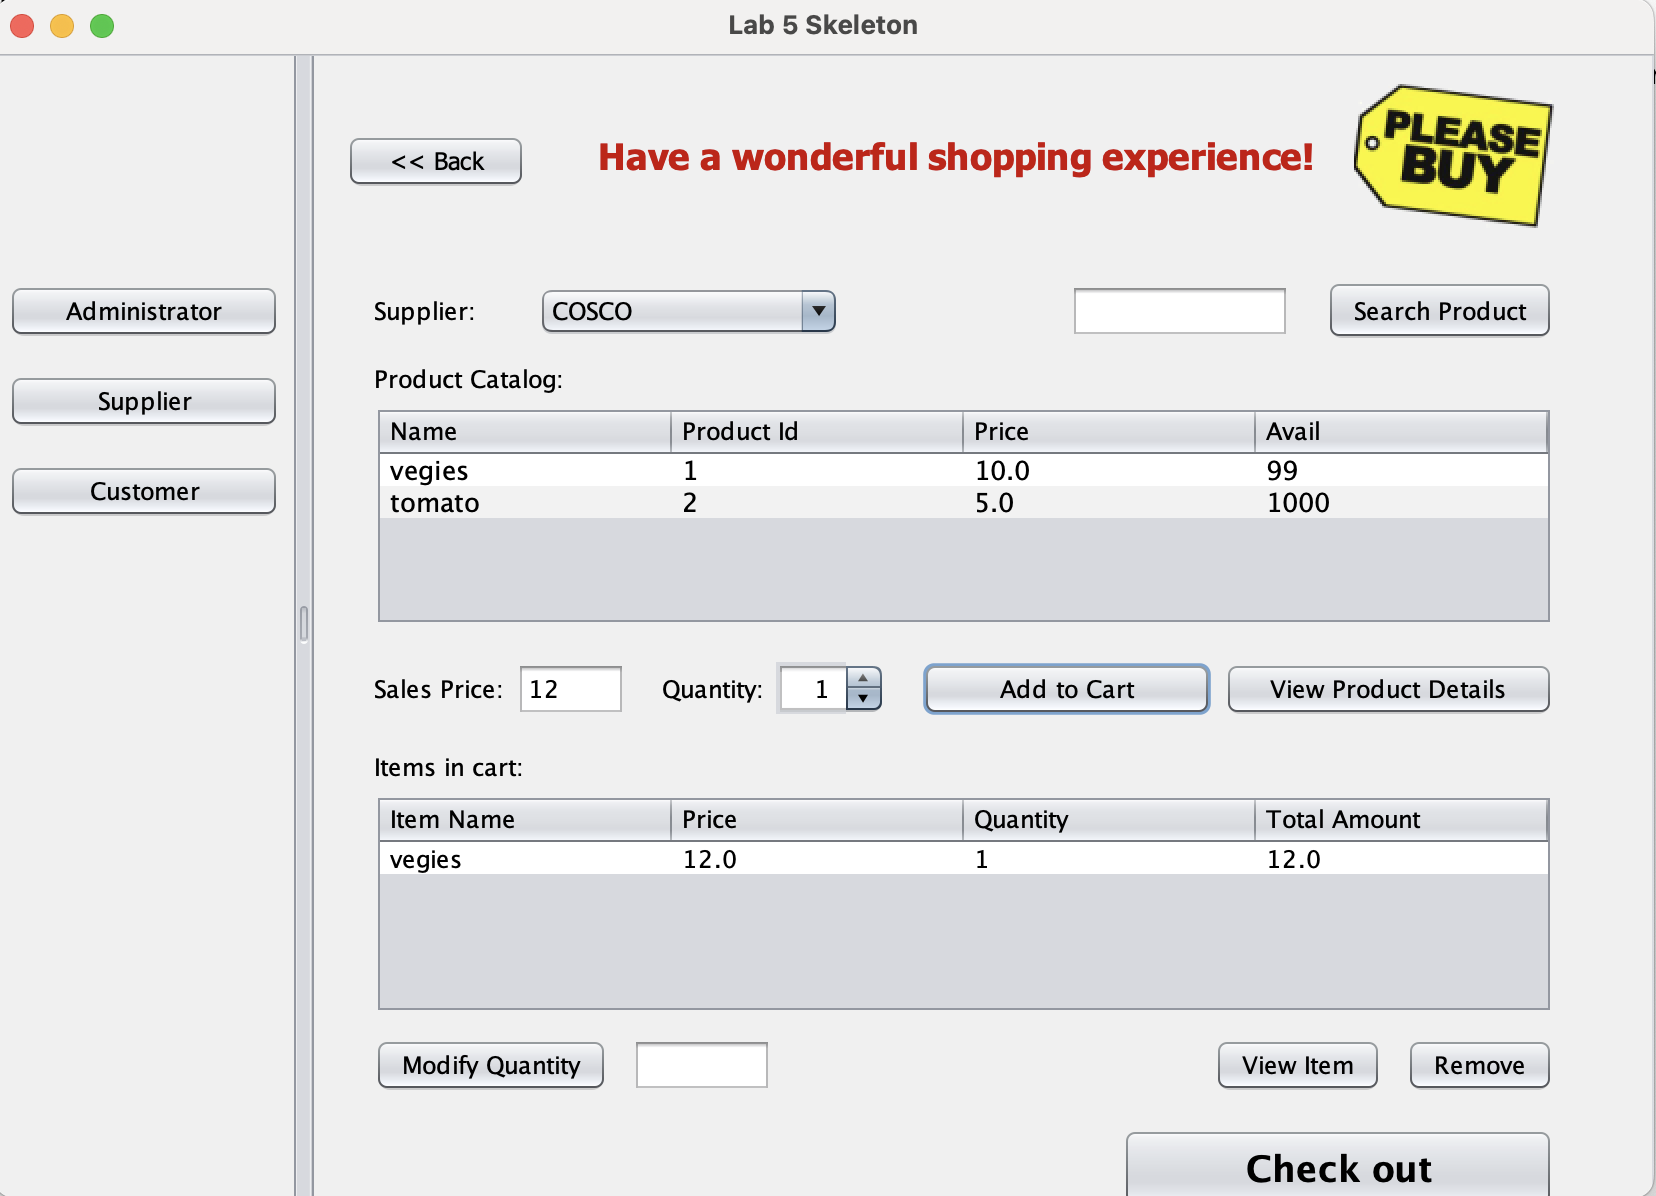 Lab 5 Skeleton
<< Back
Have a wonderful shopping experience!
PLEASE
BUY
Administrator
Supplier
Customer
Supplier: COSCO
Search Product
Product Catalog:
Name Product Id Price Avail
vegies 1 10.0 99
tomato 2 5.0 1000
Sales Price: 12 Quantity: 1 Add to Cart View Product Details
Items in cart:
Item Name Price Quantity Total Amount
vegies 12.0 1 12.0
Modify Quantity View Item Remove
Check out